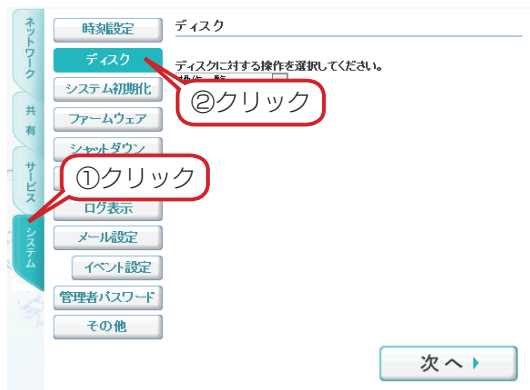 ネットワーク
共有
サービス
システム
時刻設定
ディスク
システム初期化
ファームウェア
シャットダウン
ログ表示
メール設定
イベント設定
管理者パスワード
その他
ディスク
ディスクに対する操作を選択してください。
②クリック
①クリック
次へ